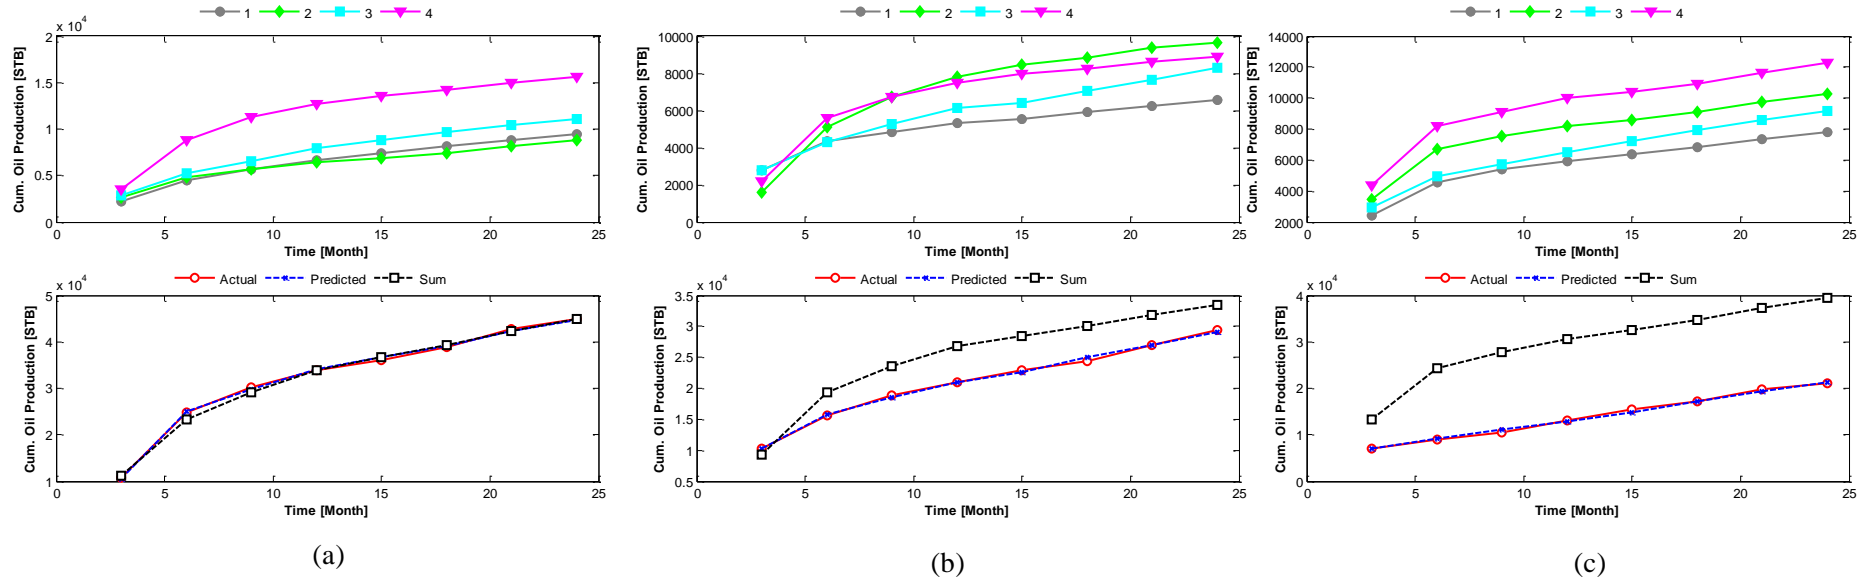 1 2 3 4
x 10^4
2
1.5
1
0.5
0
Cum. Oil Production [STB]
0 5 10 15 20 25
Time [Month]
1 2 3 4
10000
8000
6000
4000
2000
0
Cum. Oil Production [STB]
0 5 10 15 20 25
Time [Month]
1 2 3 4
14000
12000
10000
8000
6000
4000
2000
Cum. Oil Production [STB]
0 5 10 15 20 25
Time [Month]
Actual Predicted Sum
x 10^4
5
4
3
2
1
Cum. Oil Production [STB]
0 5 10 15 20 25
Time [Month]
(a)
Actual Predicted Sum
x 10^4
3.5
3
2.5
2
1.5
1
0.5
Cum. Oil Production [STB]
0 5 10 15 20 25
Time [Month]
(b)
Actual Predicted Sum
x 10^4
4
3
2
1
0
Cum. Oil Production [STB]
0 5 10 15 20 25
Time [Month]
(c)